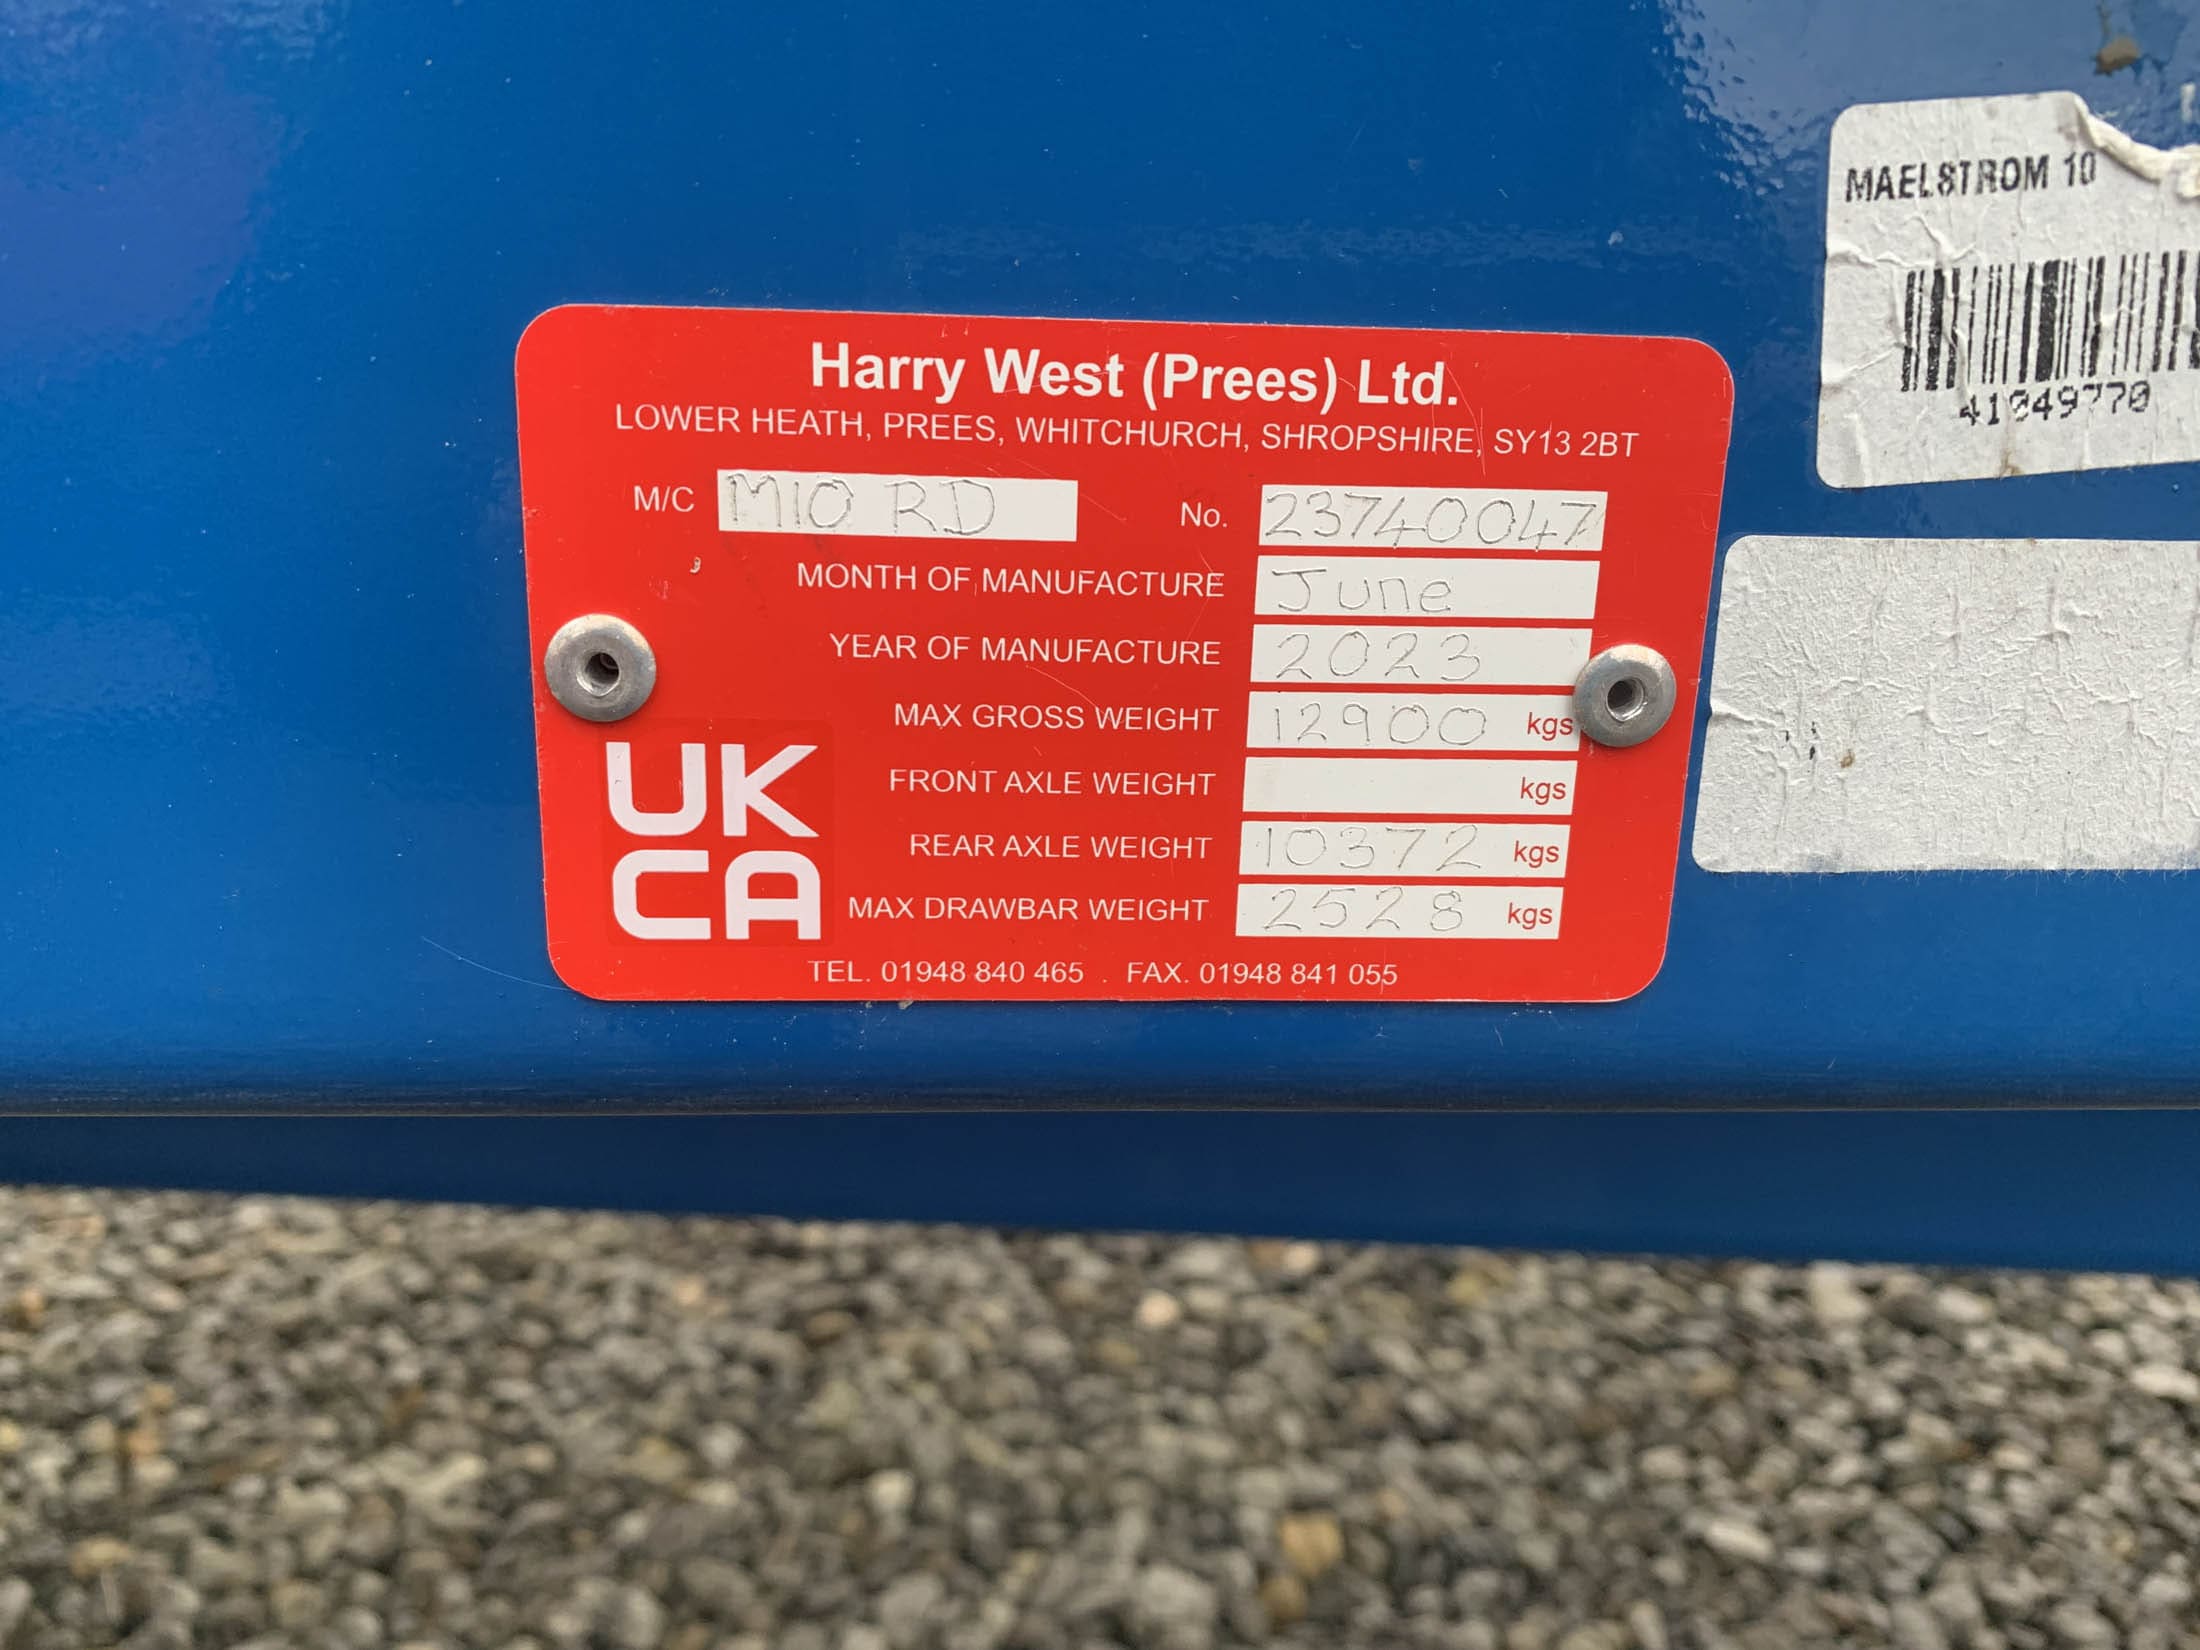 Harry West (Prees) Ltd.
LOWER HEATH, PREES, WHITCHURCH, SHROPSHIRE, SY13 2BT
M/C M10 RD No. 23740047
MONTH OF MANUFACTURE June
YEAR OF MANUFACTURE 2023
MAX GROSS WEIGHT 12900 kgs
FRONT AXLE WEIGHT kgs
REAR AXLE WEIGHT 10372 kgs
MAX DRAWBAR WEIGHT 2528 kgs
UK
CA
TEL. 01948 840 465 . FAX. 01948 841 055
MAELSTROM 10
41049770